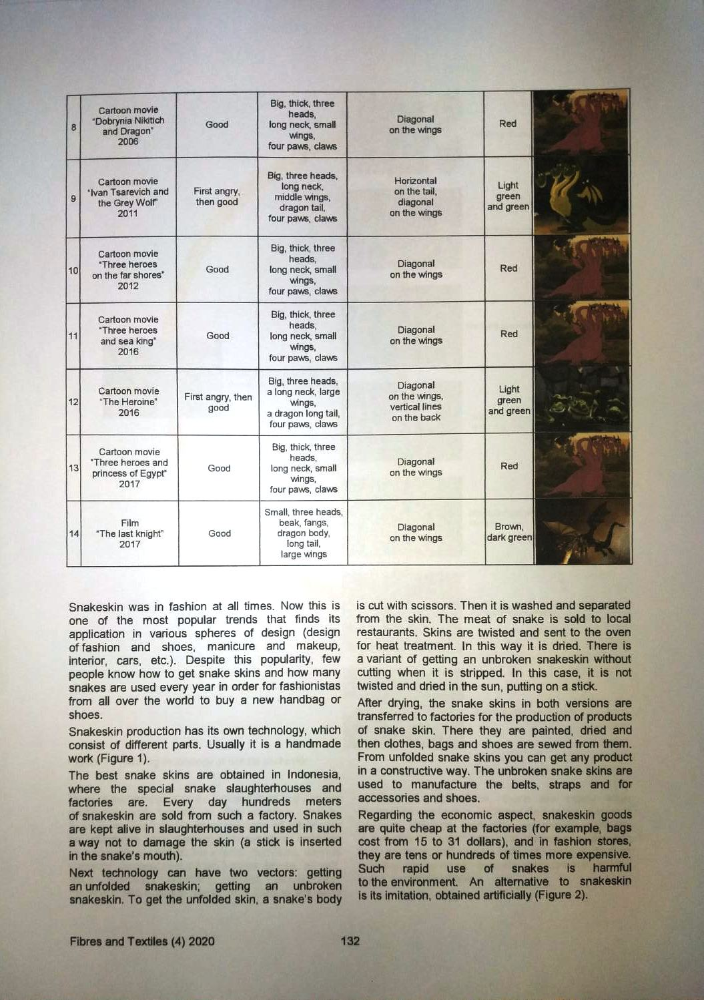 8
Cartoon movie
"Dobrynia Nikitich
and Dragon"
2006
Good
Big, thick, three
heads,
long neck, small
wings,
four paws, claws
Diagonal
on the wings
Red
9
Cartoon movie
"Ivan Tsarevich and
the Grey Wolf"
2011
First angry,
then good
Big, three heads,
long neck,
middle wings,
dragon tail,
four paws, claws
Horizontal
on the tail,
diagonal
on the wings
Light
green
and green
10
Cartoon movie
"Three heroes
on the far shores"
2012
Good
Big, thick, three
heads,
long neck, small
wings,
four paws, claws
Diagonal
on the wings
Red
11
Cartoon movie
"Three heroes
and sea king"
2016
Good
Big, thick, three
heads,
long neck, small
wings,
four paws, claws
Diagonal
on the wings
Red
12
Cartoon movie
"The Heroine"
2016
First angry, then
good
Big, three heads,
a long neck, large
wings,
a dragon long tail,
four paws, claws
Diagonal
on the wings,
vertical lines
on the back
Light
green
and green
13
Cartoon movie
"Three heroes and
princess of Egypt"
2017
Good
Big, thick, three
heads,
long neck, small
wings,
four paws, claws
Diagonal
on the wings
Red
14
Film
"The last knight"
2017
Good
Small, three heads,
beak, fangs,
dragon body,
long tail,
large wings
Diagonal
on the wings
Brown,
dark green
Snakeskin was in fashion at all times. Now this is
one of the most popular trends that finds its
application in various spheres of design (design
of fashion and shoes, manicure and makeup,
interior, cars, etc.). Despite this popularity, few
people know how to get snake skins and how many
snakes are used every year in order for fashionistas
from all over the world to buy a new handbag or
shoes.
Snakeskin production has its own technology, which
consist of different parts. Usually it is a handmade
work (Figure 1).
The best snake skins are obtained in Indonesia,
where the special snake slaughterhouses and
factories are. Every day hundreds meters
of snakeskin are sold from such a factory. Snakes
are kept alive in slaughterhouses and used in such
a way not to damage the skin (a stick is inserted
in the snake's mouth).
Next technology can have two vectors: getting
an unfolded snakeskin; getting an unbroken
snakeskin. To get the unfolded skin, a snake's body
is cut with scissors. Then it is washed and separated
from the skin. The meat of snake is sold to local
restaurants. Skins are twisted and sent to the oven
for heat treatment. In this way it is dried. There is
a variant of getting an unbroken snakeskin without
cutting when it is stripped. In this case, it is not
twisted and dried in the sun, putting on a stick.
After drying, the snake skins in both versions are
transferred to factories for the production of products
of snake skin. There they are painted, dried and
then clothes, bags and shoes are sewed from them.
From unfolded snake skins you can get any product
in a constructive way. The unbroken snake skins are
used to manufacture the belts, straps and for
accessories and shoes.
Regarding the economic aspect, snakeskin goods
are quite cheap at the factories (for example, bags
cost from 15 to 31 dollars), and in fashion stores,
they are tens or hundreds of times more expensive.
Such rapid use of snakes is harmful
to the environment. An alternative to snakeskin
is its imitation, obtained artificially (Figure 2).
Fibres and Textiles (4) 2020
132